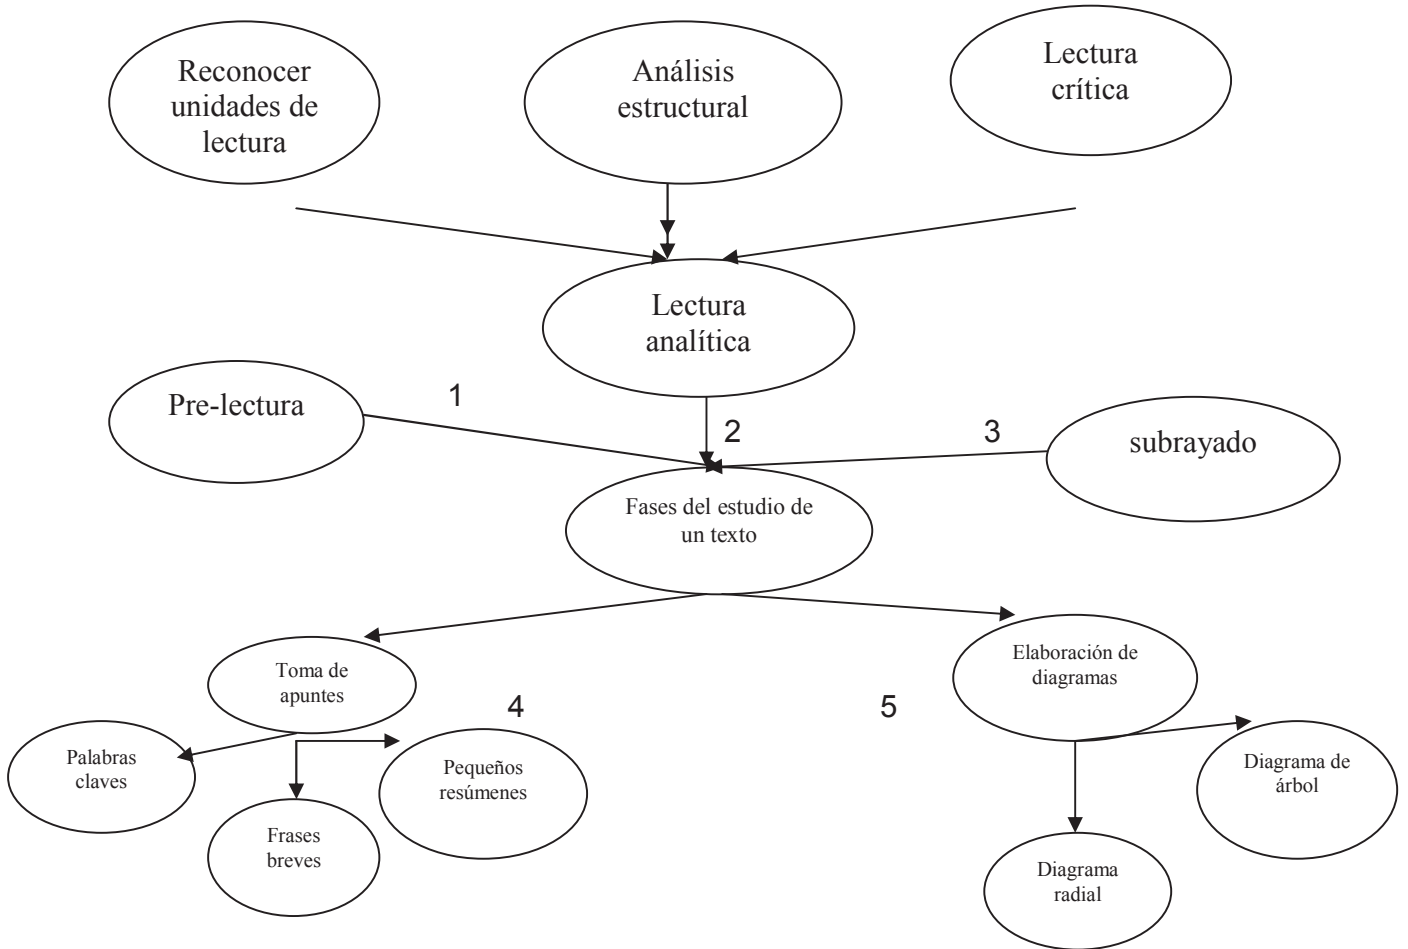 Reconocer
unidades de
lectura
Análisis
estructural
Lectura
crítica
Lectura
analítica
Pre-lectura
1
2
3
subrayado
Fases del estudio de
un texto
Toma de
apuntes
4
5
Elaboración de
diagramas
Palabras
claves
Frases
breves
Pequeños
resúmenes
Diagrama de
árbol
Diagrama
radial